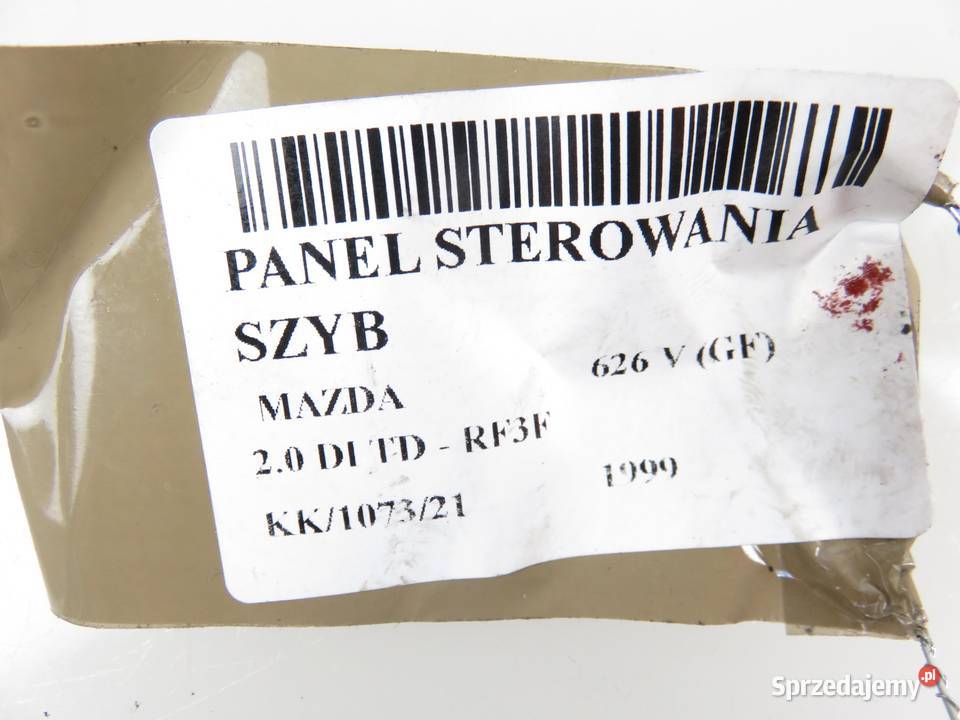 PANEL STEROWANIA
SZYB
MAZDA 626 V (GF)
2.0 DI TD - RF3F
KK/1073/21 1999
Sprzedajemy.pl